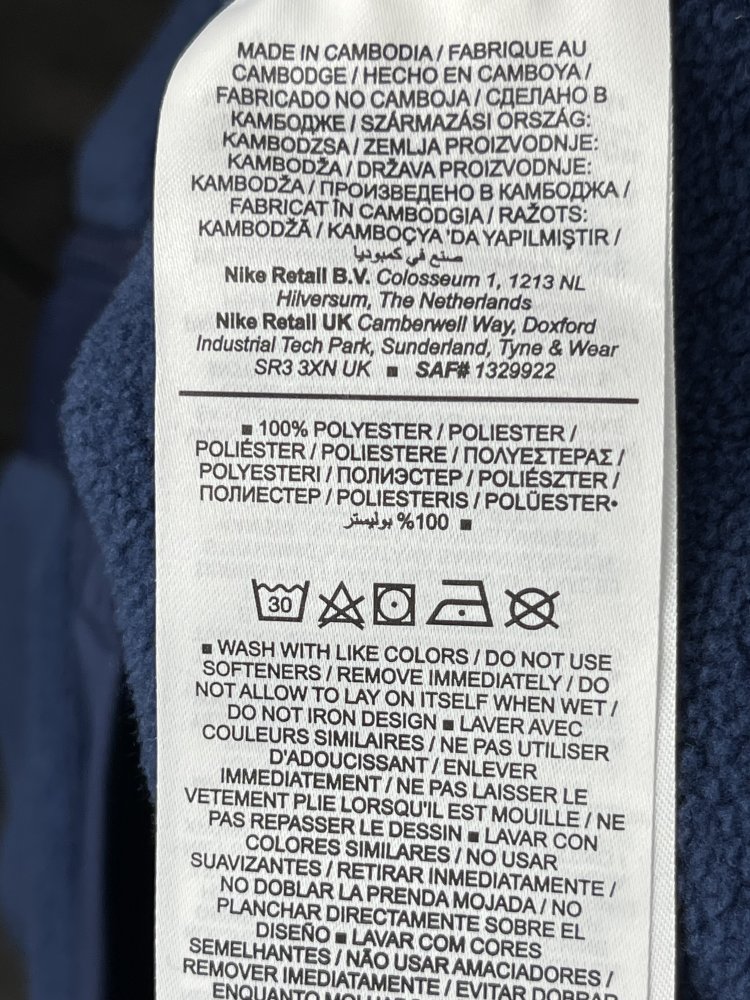 MADE IN CAMBODIA / FABRIQUE AU
CAMBODGE / HECHO EN CAMBOYA /
FABRICADO NO CAMBOJA / СДЕЛАНО В
КАМБОДЖЕ / SZÁRMAZÁSI ORSZÁG:
KAMBODZSA / ZEMLJA PROIZVODNJE:
KAMBODŽA / DRŽAVA PROIZVODNJE:
KAMBODŽA / ПРОИЗВЕДЕНО В КАМБОДЖА /
FABRICAT ÎN CAMBODGIA / RAŽOTS:
KAMBODŽĀ / KAMBOÇYA 'DA YAPILMIŞTIR /
صنع في كمبوديا
Nike Retail B.V. Colosseum 1, 1213 NL
Hilversum, The Netherlands
Nike Retail UK Camberwell Way, Doxford
Industrial Tech Park, Sunderland, Tyne & Wear
SR3 3XN UK ■ SAF# 1329922
■ 100% POLYESTER / POLIESTER /
POLIÉSTER / POLIESTERE / ΠΟΛΥΕΣΤΕΡΑΣ /
POLYESTERI / ПОЛИЭСТЕР / POLIÉSZTER /
ПОЛИЕСТЕР / POLIESTERIS / POLÜESTER•
■ 100% بوليستر
30
■ WASH WITH LIKE COLORS / DO NOT USE
SOFTENERS / REMOVE IMMEDIATELY / DO
NOT ALLOW TO LAY ON ITSELF WHEN WET /
DO NOT IRON DESIGN ■ LAVER AVEC
COULEURS SIMILAIRES / NE PAS UTILISER
D'ADOUCISSANT / ENLEVER
IMMEDIATEMENT / NE PAS LAISSER LE
VETEMENT PLIE LORSQU'IL EST MOUILLE / NE
PAS REPASSER LE DESSIN ■ LAVAR CON
COLORES SIMILARES / NO USAR
SUAVIZANTES / RETIRAR INMEDIATAMENTE /
NO DOBLAR LA PRENDA MOJADA / NO
PLANCHAR DIRECTAMENTE SOBRE EL
DISEÑO ■ LAVAR COM CORES
SEMELHANTES / NÃO USAR AMACIADORES /
REMOVER IMEDIATAMENTE / EVITAR DOBRAR
ENQUANTO